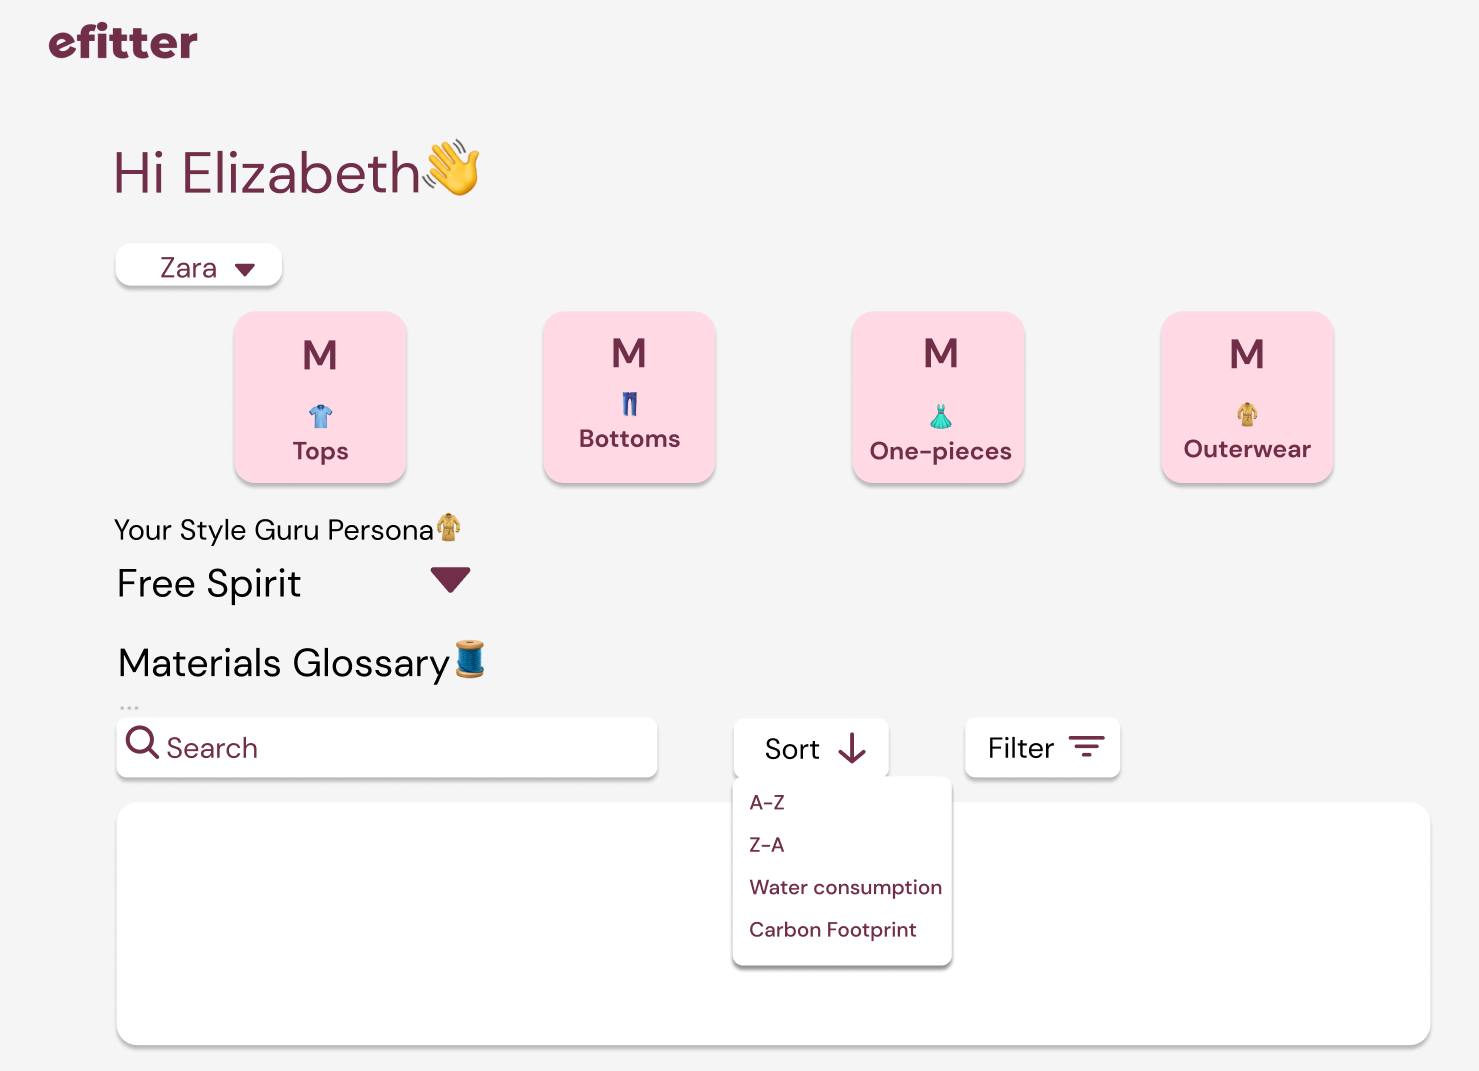 efitter
Hi Elizabeth👋
Zara
M
Tops
M
Bottoms
M
One-pieces
M
Outerwear
Your Style Guru Persona
Free Spirit
Materials Glossary
...
Search
Sort
Filter
A-Z
Z-A
Water consumption
Carbon Footprint